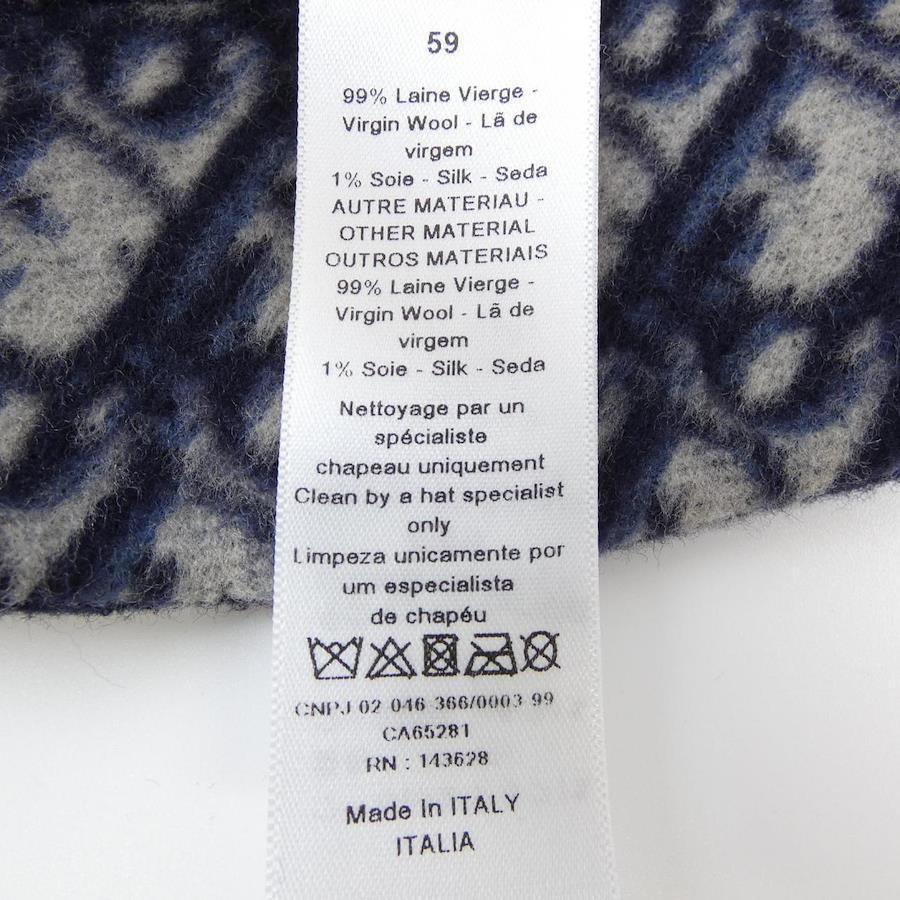 59
99% Laine Vierge -
Virgin Wool - Lã de
virgem
1% Soie - Silk - Seda
AUTRE MATERIAU -
OTHER MATERIAL
OUTROS MATERIAIS
99% Laine Vierge -
Virgin Wool - Lã de
virgem
1% Soie - Silk - Seda
Nettoyage par un
spécialiste
chapeau uniquement
Clean by a hat specialist
only
Limpeza unicamente por
um especialista
de chapéu
CNPJ 02 046 366/0003 99
CA65281
RN : 143628
Made In ITALY
ITALIA